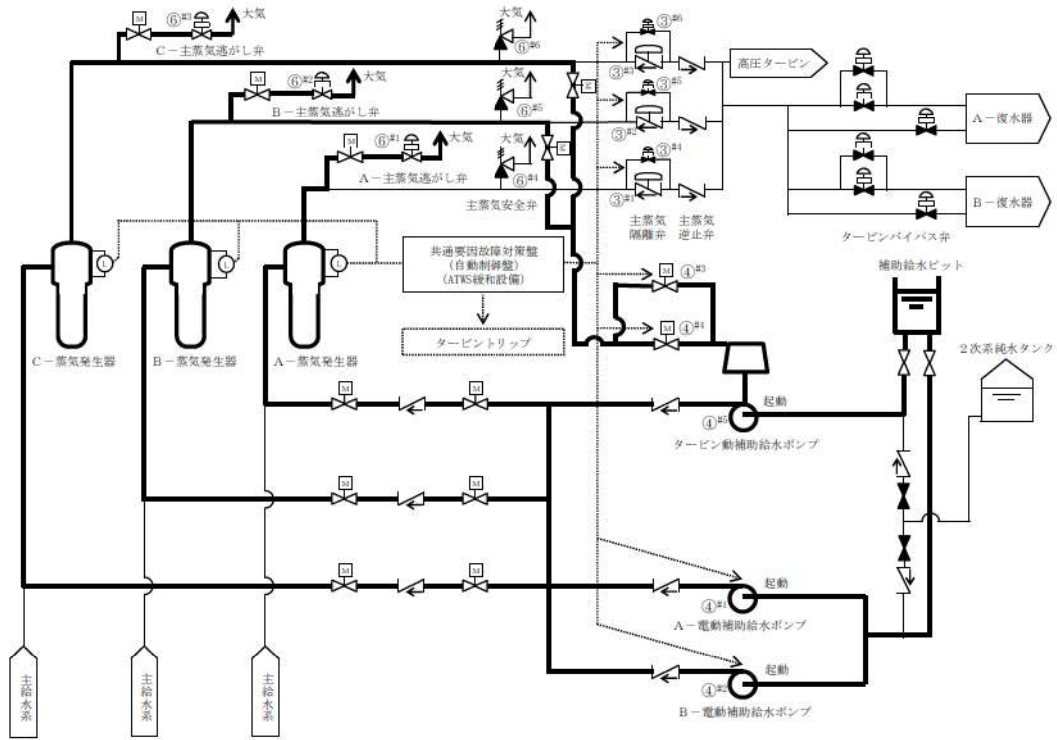 大気
M
⑥#3
C－主蒸気逃がし弁
大気
⑥#6
③#6
③#3
高圧タービン
大気
M
⑥#2
B－主蒸気逃がし弁
大気
⑥#5
③#5
③#2
M
A－復水器
大気
M
⑥#1
A－主蒸気逃がし弁
大気
⑥#4
主蒸気安全弁
M
③#4
③#1
主蒸気
隔離弁
主蒸気
逆止弁
B－復水器
タービンバイパス弁
L
L
L
共通要因故障対策盤
(自動制御盤)
(ATWS緩和設備)
タービントリップ
M
④#3
M
④#4
補助給水ピット
2次系純水タンク
C－蒸気発生器
B－蒸気発生器
A－蒸気発生器
M
M
起動
④#5
タービン動補助給水ポンプ
M
M
M
M
起動
④#1
A－電動補助給水ポンプ
起動
④#2
B－電動補助給水ポンプ
主給水系
主給水系
主給水系